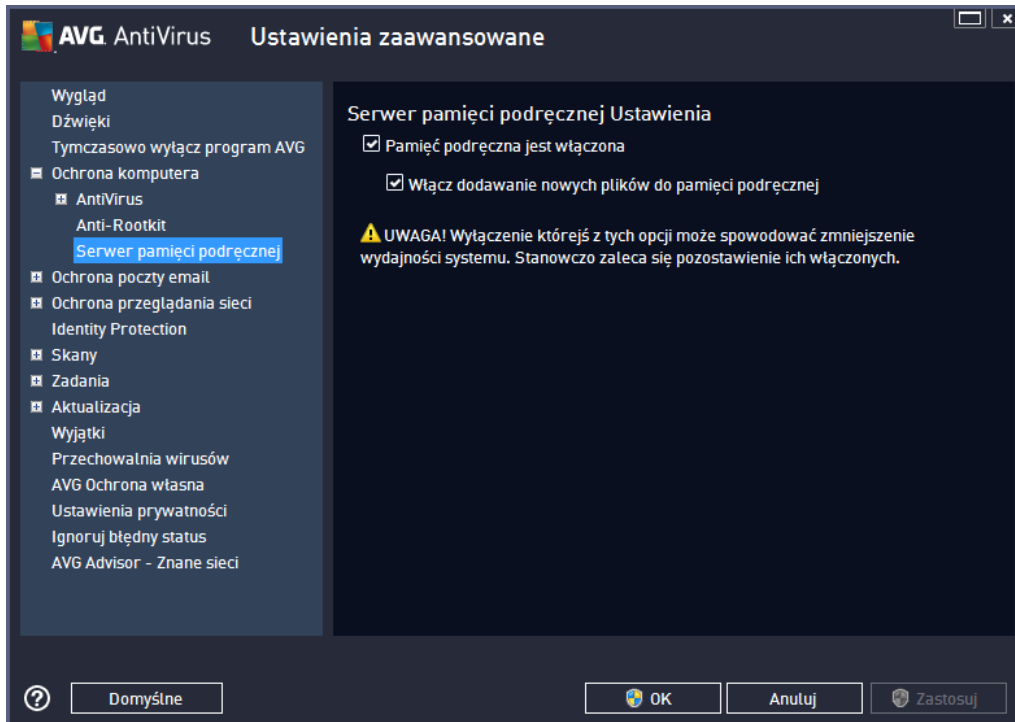 AVG AntiVirus Ustawienia zaawansowane
Wygląd
Dźwięki
Tymczasowo wyłącz program AVG
Ochrona komputera
AntiVirus
Anti-Rootkit
Serwer pamięci podręcznej
Ochrona poczty email
Ochrona przeglądania sieci
Identity Protection
Skany
Zadania
Aktualizacja
Wyjątki
Przechowalnia wirusów
AVG Ochrona własna
Ustawienia prywatności
Ignoruj błędny status
AVG Advisor - Znane sieci
Serwer pamięci podręcznej Ustawienia
Pamięć podręczna jest włączona
Włącz dodawanie nowych plików do pamięci podręcznej
UWAGA! Wyłączenie którejś z tych opcji może spowodować zmniejszenie
wydajności systemu. Stanowczo zaleca się pozostawienie ich włączonych.
Domyślne
OK
Anuluj
Zastosuj